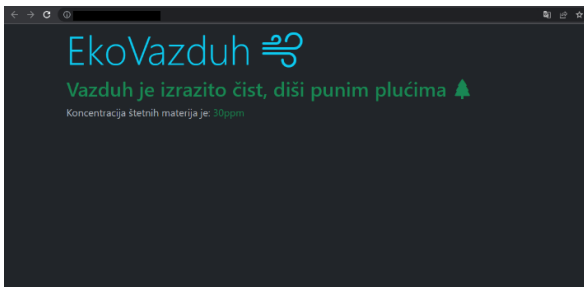 EkoVazduh
Vazduh je izrazito čist, diši punim plućima
Koncentracija štetnih materija je: 30ppm